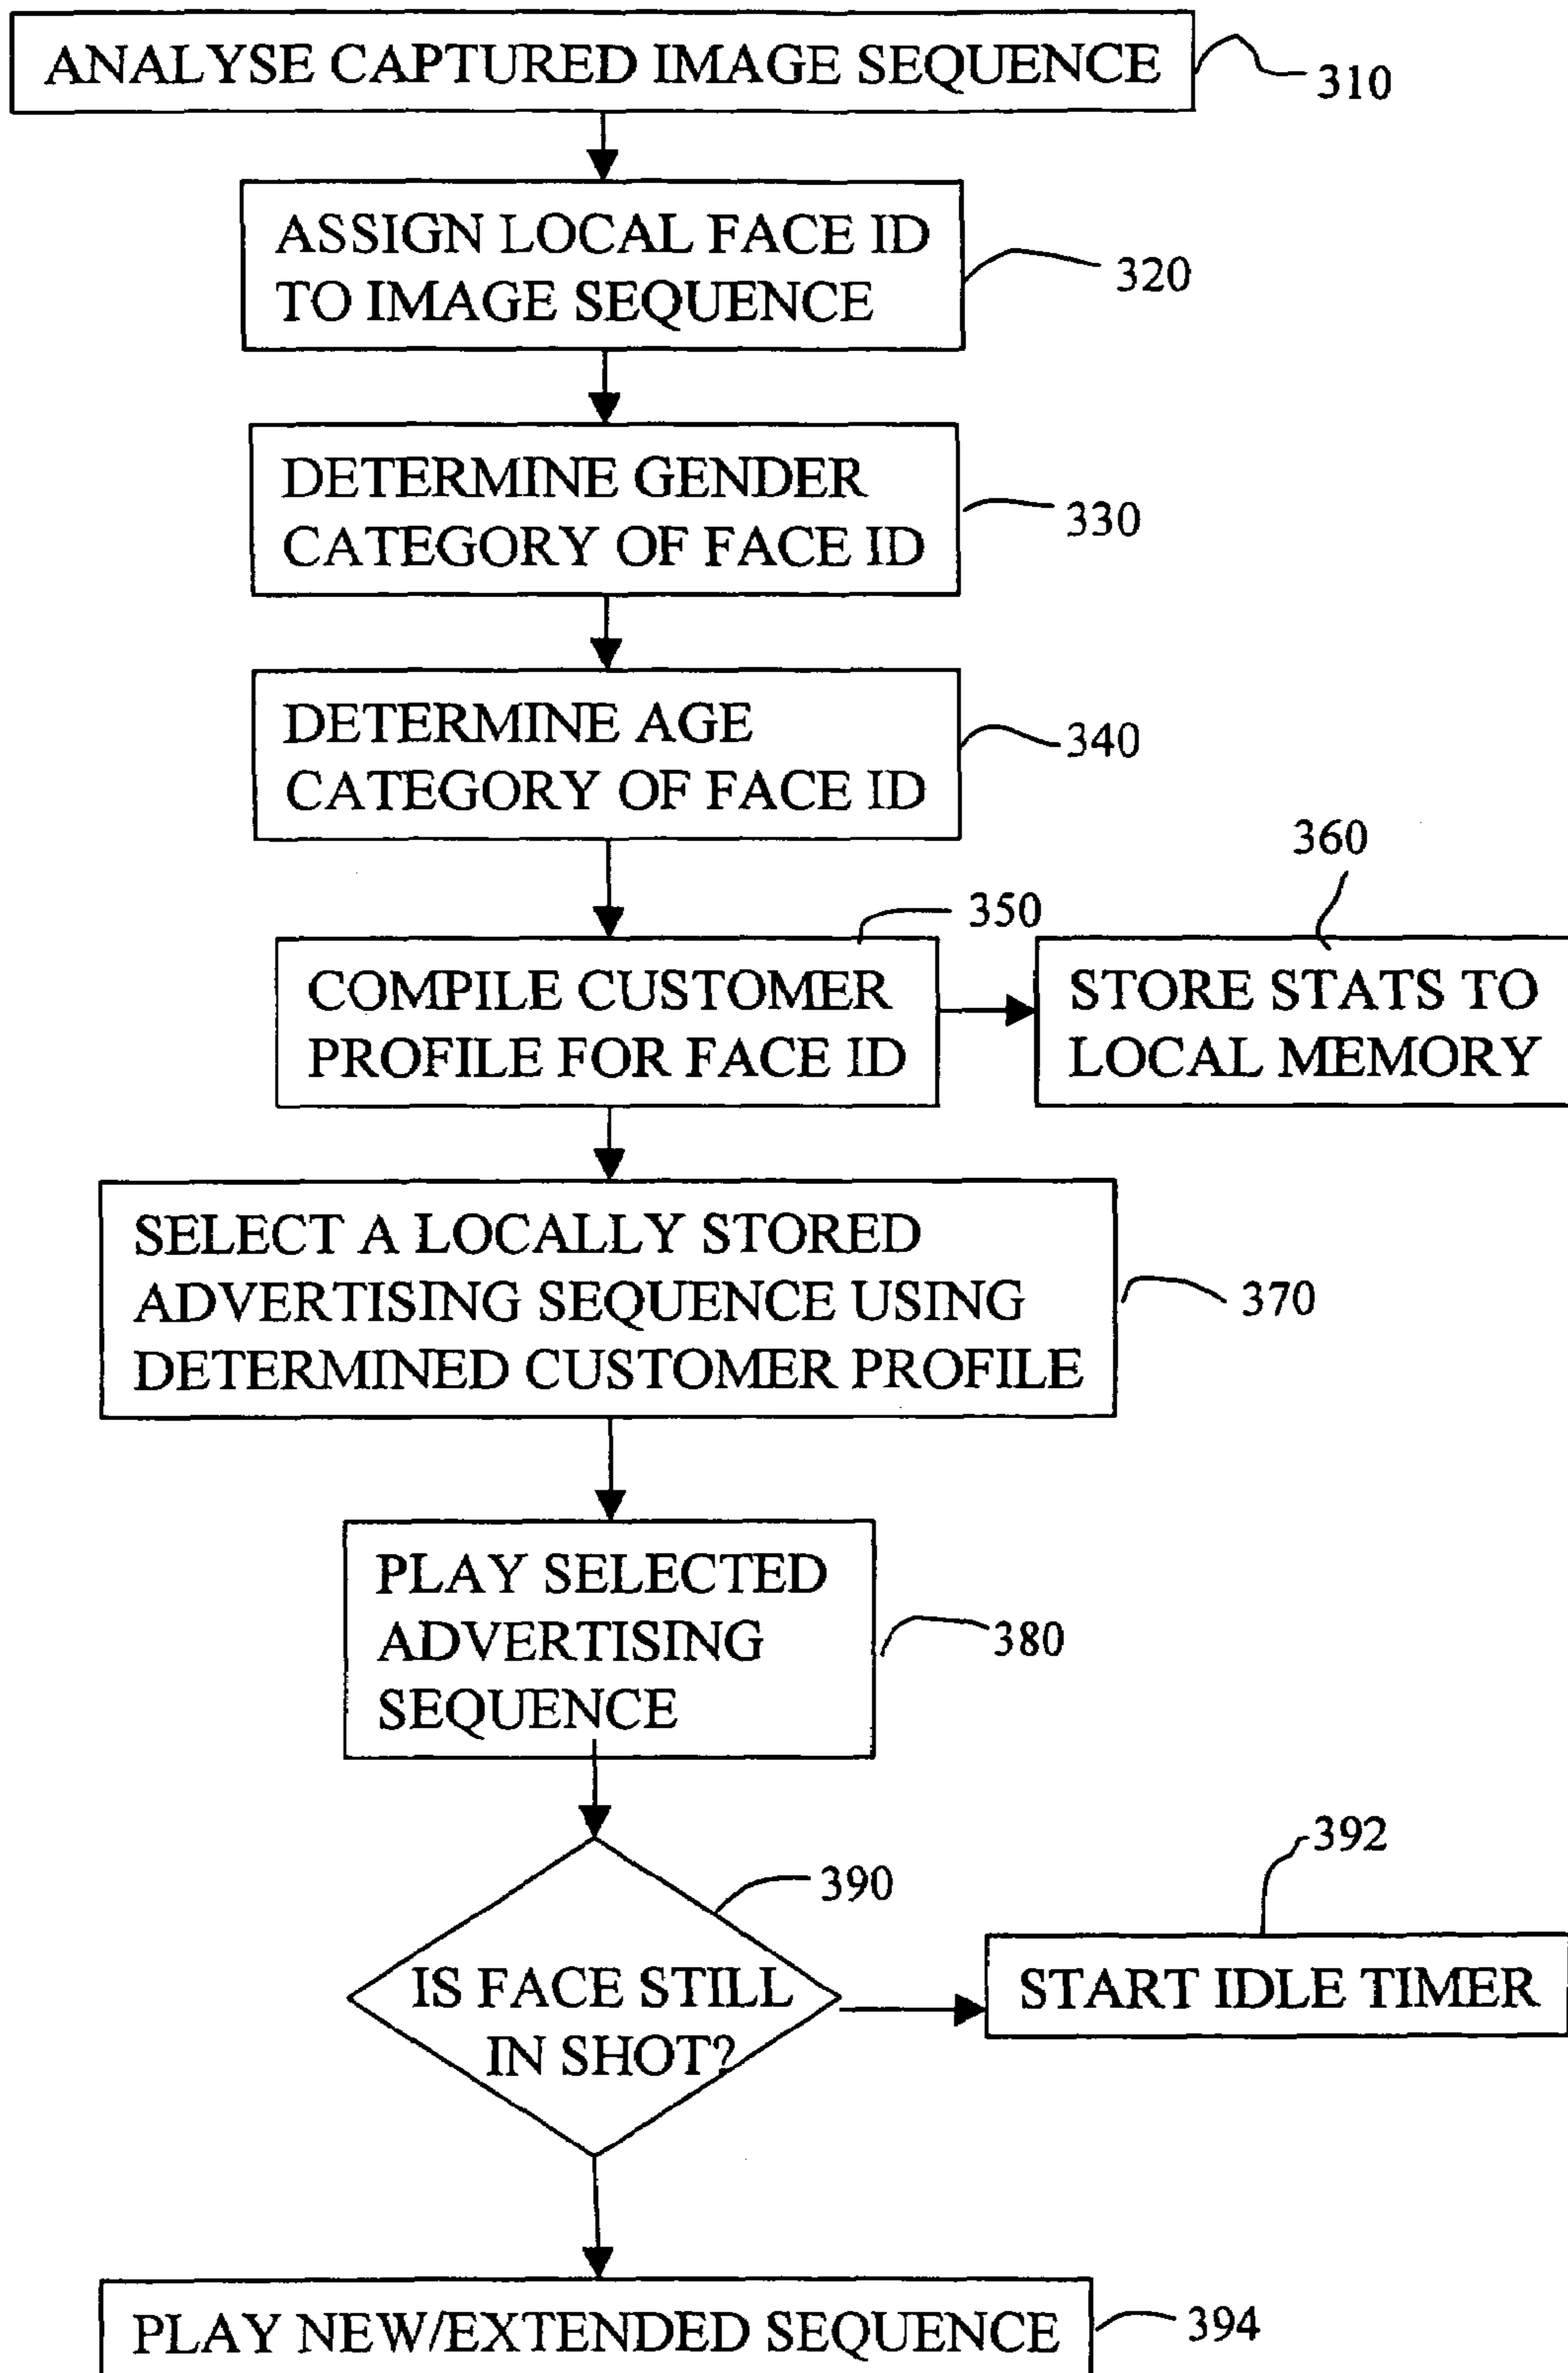 ANALYSE CAPTURED IMAGE SEQUENCE
310
ASSIGN LOCAL FACE ID
TO IMAGE SEQUENCE
320
DETERMINE GENDER
CATEGORY OF FACE ID
330
DETERMINE AGE
CATEGORY OF FACE ID
340
350
COMPILE CUSTOMER
PROFILE FOR FACE ID
360
STORE STATS TO
LOCAL MEMORY
SELECT A LOCALLY STORED
ADVERTISING SEQUENCE USING
DETERMINED CUSTOMER PROFILE
370
PLAY SELECTED
ADVERTISING
SEQUENCE
380
390
IS FACE STILL
IN SHOT?
392
START IDLE TIMER
PLAY NEW/EXTENDED SEQUENCE
394